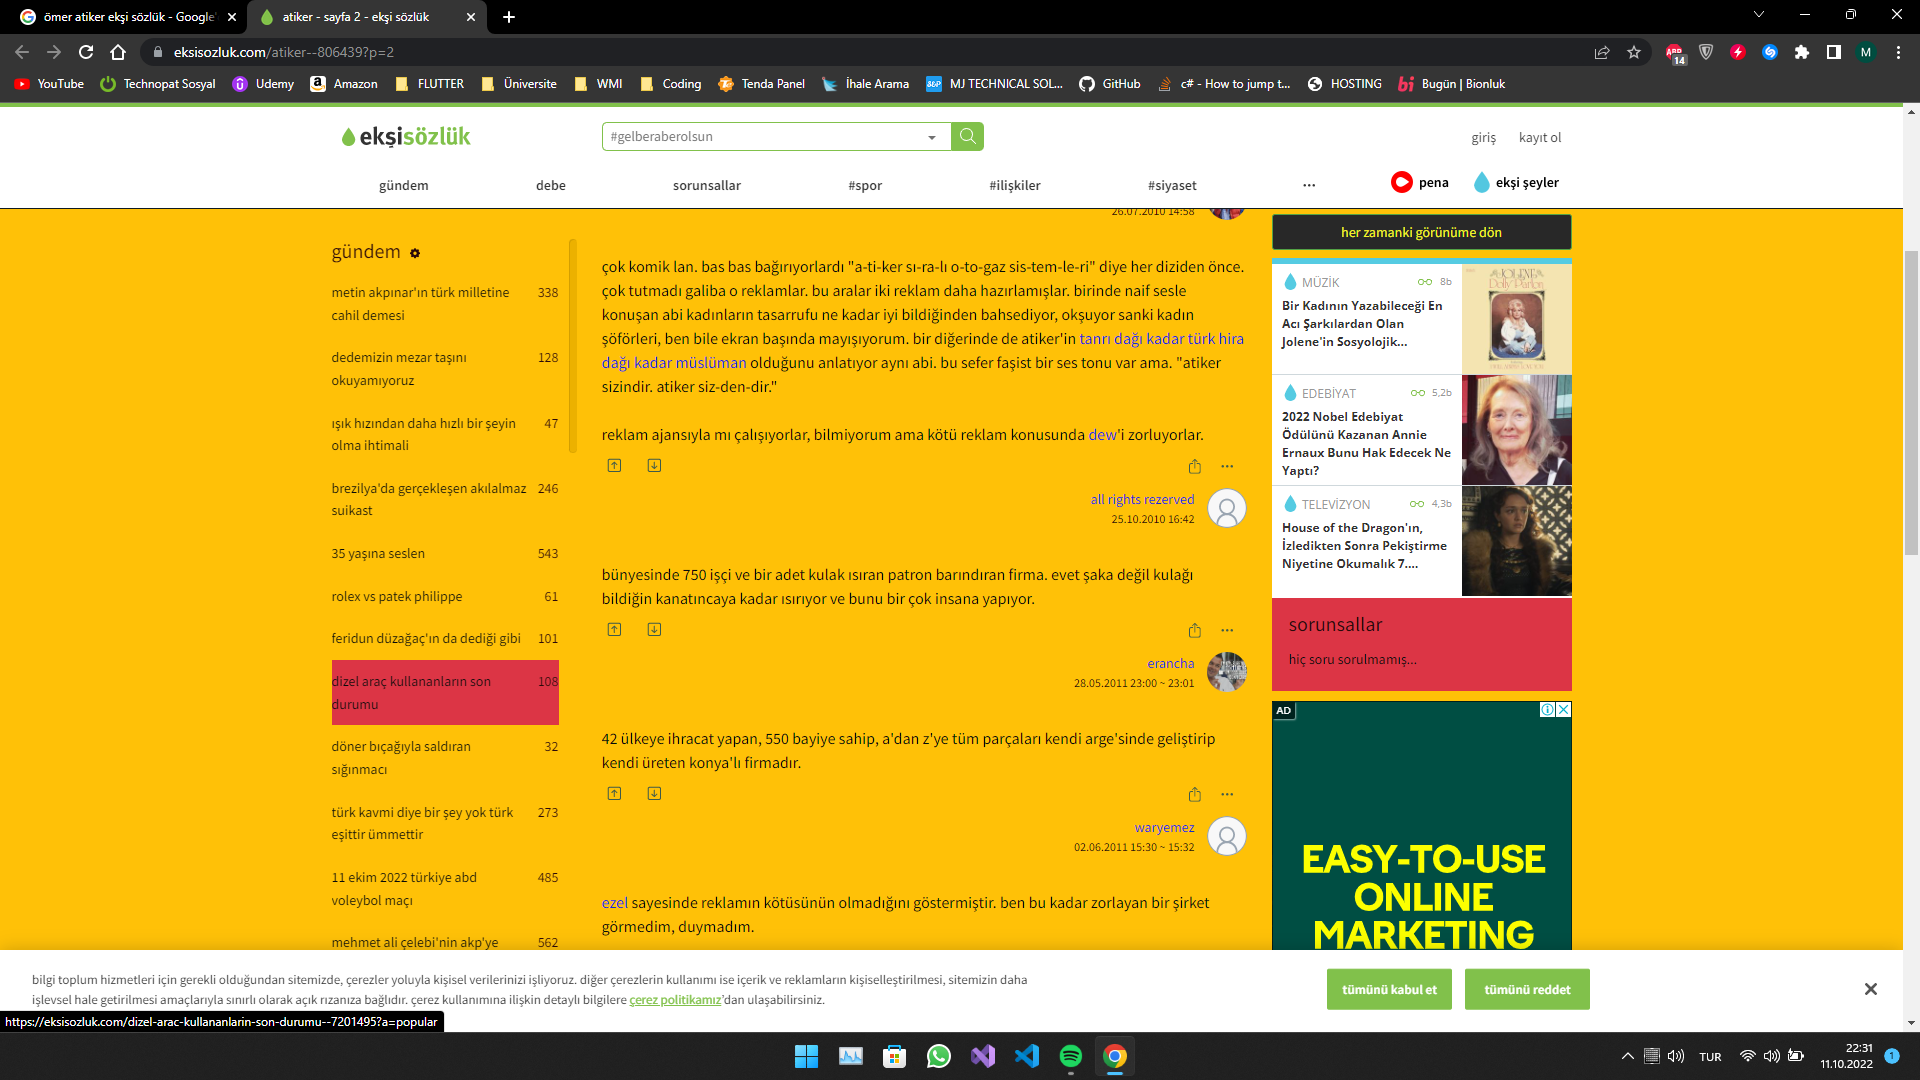 ömer atiker ekşi sözlük - Google'
atiker - sayfa 2 - ekşi sözlük
eksisozluk.com/atiker--806439?p=2
ABP
14
M
YouTube
Technopat Sosyal
Udemy
Amazon
FLUTTER
Üniversite
WMI
Coding
Tenda Panel
İhale Arama
MJ TECHNICAL SOL...
GitHub
c# - How to jump t...
HOSTING
Bugün | Bionluk
ekşisözlük
#gelberaberolsun
giriş
kayıt ol
gündem
debe
sorunsallar
#spor
#ilişkiler
#siyaset
...
pena
ekşi şeyler
gündem
metin akpınar'ın türk milletine 338
cahil demesi
dedemizin mezar taşını 128
okuyamıyoruz
ışık hızından daha hızlı bir şeyin 47
olma ihtimali
brezilya'da gerçekleşen akılalmaz 246
suikast
35 yaşına seslen 543
rolex vs patek philippe 61
feridun düzağaç'ın da dediği gibi 101
dizel araç kullananların son 108
durumu
döner bıçağıyla saldıran 32
sığınmacı
türk kavmi diye bir şey yok türk 273
eşittir ümmettir
11 ekim 2022 türkiye abd 485
voleybol maçı
mehmet ali çelebi'nin akp'ye 562
26.07.2010 14:58
çok komik lan. bas bas bağırıyorlardı "a-ti-ker sı-ra-lı o-to-gaz sis-tem-le-ri" diye her diziden önce.
çok tutmadı galiba o reklamlar. bu aralar iki reklam daha hazırlamışlar. birinde naif sesle
konuşan abi kadınların tasarrufu ne kadar iyi bildiğinden bahsediyor, okşuyor sanki kadın
şöförleri, ben bile ekran başında mayışıyorum. bir diğerinde de atiker'in tanrı dağı kadar türk hira
dağı kadar müslüman olduğunu anlatıyor aynı abi. bu sefer faşist bir ses tonu var ama. "atiker
sizindir. atiker siz-den-dir."
reklam ajansıyla mı çalışıyorlar, bilmiyorum ama kötü reklam konusunda dew'i zorluyorlar.
all rights rezerved
25.10.2010 16:42
bünyesinde 750 işçi ve bir adet kulak ısıran patron barındıran firma. evet şaka değil kulağı
bildiğin kanatıncaya kadar ısırıyor ve bunu bir çok insana yapıyor.
erancha
28.05.2011 23:00 ~ 23:01
42 ülkeye ihracat yapan, 550 bayiye sahip, a'dan z'ye tüm parçaları kendi arge'sinde geliştirip
kendi üreten konya'lı firmadır.
waryemez
02.06.2011 15:30 ~ 15:32
ezel sayesinde reklamın kötüsünün olmadığını göstermiştir. ben bu kadar zorlayan bir şirket
görmedim, duymadım.
her zamanki görünüme dön
MÜZİK 8b
Bir Kadının Yazabileceği En
Acı Şarkılardan Olan
Jolene'in Sosyolojik...
JOLENE
Dolly Parton
EDEBİYAT 5,2b
2022 Nobel Edebiyat
Ödülünü Kazanan Annie
Ernaux Bunu Hak Edecek Ne
Yaptı?
TELEVİZYON 4,3b
House of the Dragon'ın,
İzledikten Sonra Pekiştirme
Niyetine Okumalık 7....
sorunsallar
hiç soru sorulmamış...
AD
EASY-TO-USE
ONLINE
MARKETING
bilgi toplum hizmetleri için gerekli olduğundan sitemizde, çerezler yoluyla kişisel verilerinizi işliyoruz. diğer çerezlerin kullanımı ise içerik ve reklamların kişiselleştirilmesi, sitemizin daha
işlevsel hale getirilmesi amaçlarıyla sınırlı olarak açık rızanıza bağlıdır. çerez kullanımına ilişkin detaylı bilgilere çerez politikamız'dan ulaşabilirsiniz.
tümünü kabul et
tümünü reddet
https://eksisozluk.com/dizel-arac-kullananlarin-son-durumu--7201495?a=popular
TUR
22:31
11.10.2022
1